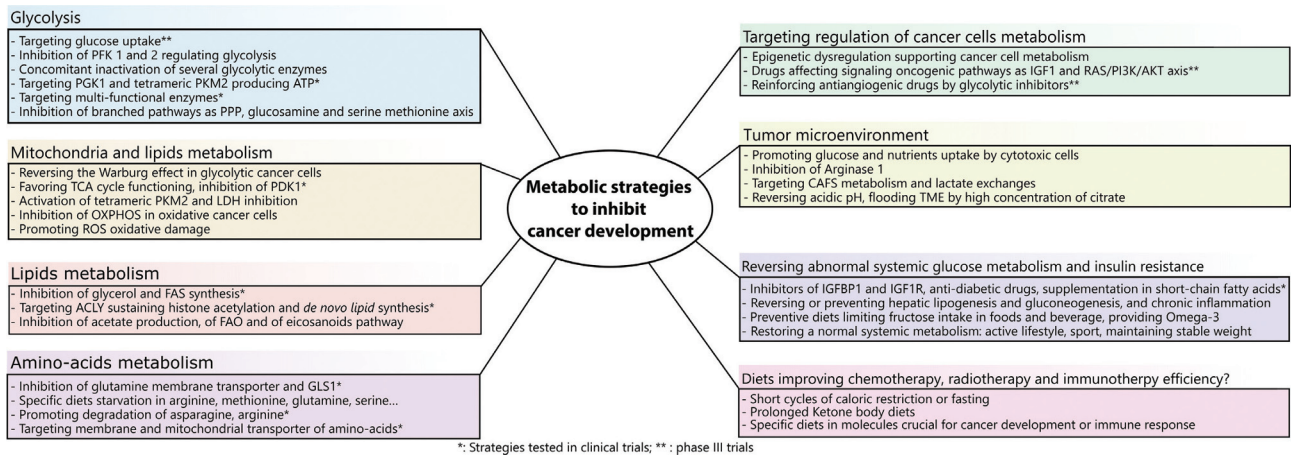 Glycolysis
- Targeting glucose uptake**
- Inhibition of PFK 1 and 2 regulating glycolysis
- Concomitant inactivation of several glycolytic enzymes
- Targeting PGK1 and tetrameric PKM2 producing ATP*
- Targeting multi-functional enzymes*
- Inhibition of branched pathways as PPP, glucosamine and serine methionine axis
Mitochondria and lipids metabolism
- Reversing the Warburg effect in glycolytic cancer cells
- Favoring TCA cycle functioning, inhibition of PDK1*
- Activation of tetrameric PKM2 and LDH inhibition
- Inhibition of OXPHOS in oxidative cancer cells
- Promoting ROS oxidative damage
Lipids metabolism
- Inhibition of glycerol and FAS synthesis*
- Targeting ACLY sustaining histone acetylation and de novo lipid synthesis*
- Inhibition of acetate production, of FAO and of eicosanoids pathway
Amino-acids metabolism
- Inhibition of glutamine membrane transporter and GLS1*
- Specific diets starvation in arginine, methionine, glutamine, serine...
- Promoting degradation of asparagine, arginine*
- Targeting membrane and mitochondrial transporter of amino-acids*
Metabolic strategies
to inhibit
cancer development
Targeting regulation of cancer cells metabolism
- Epigenetic dysregulation supporting cancer cell metabolism
- Drugs affecting signaling oncogenic pathways as IGF1 and RAS/PI3K/AKT axis**
- Reinforcing antiangiogenic drugs by glycolytic inhibitors**
Tumor microenvironment
- Promoting glucose and nutrients uptake by cytotoxic cells
- Inhibition of Arginase 1
- Targeting CAFS metabolism and lactate exchanges
- Reversing acidic pH, flooding TME by high concentration of citrate
Reversing abnormal systemic glucose metabolism and insulin resistance
- Inhibitors of IGFBP1 and IGF1R, anti-diabetic drugs, supplementation in short-chain fatty acids*
- Reversing or preventing hepatic lipogenesis and gluconeogenesis, and chronic inflammation
- Preventive diets limiting fructose intake in foods and beverage, providing Omega-3
- Restoring a normal systemic metabolism: active lifestyle, sport, maintaining stable weight
Diets improving chemotherapy, radiotherapy and immunotherpy efficiency?
- Short cycles of caloric restriction or fasting
- Prolonged Ketone body diets
- Specific diets in molecules crucial for cancer development or immune response
*: Strategies tested in clinical trials; ** : phase III trials